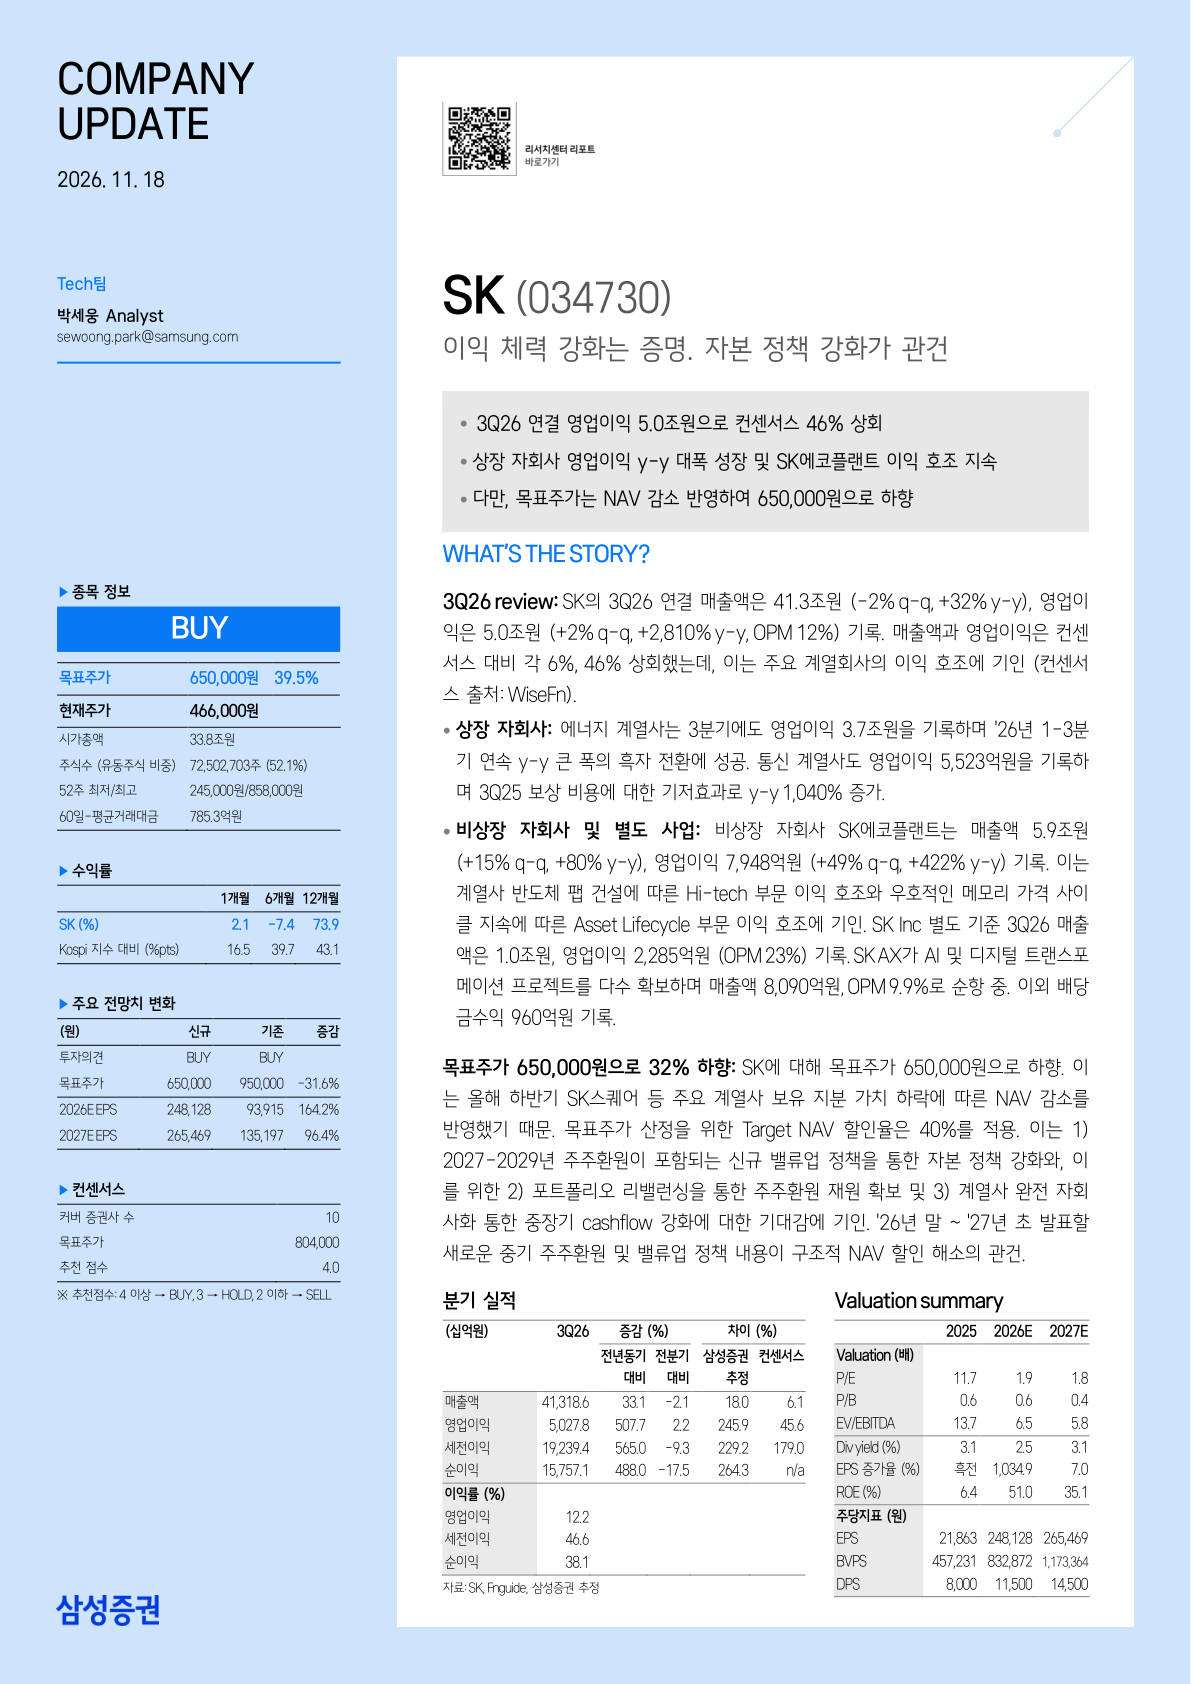 COMPANY
UPDATE
2026. 11. 18
Tech팀
박세웅 Analyst
sewoong.park@samsung.com
▶ 종목 정보
BUY
목표주가 650,000원 39.5%
현재주가 466,000원
시가총액 33.8조원
주식수 (유동주식 비중) 72,502,703주 (52.1%)
52주 최저/최고 245,000원/858,000원
60일-평균거래대금 785.3억원
▶ 수익률
1개월 6개월 12개월
SK (%) 2.1 -7.4 73.9
Kospi 지수 대비 (%pts) 16.5 39.7 43.1
▶ 주요 전망치 변화
(원) 신규 기존 증감
투자의견 BUY BUY
목표주가 650,000 950,000 -31.6%
2026E EPS 248,128 93,915 164.2%
2027E EPS 265,469 135,197 96.4%
▶ 컨센서스
커버 증권사 수 10
목표주가 804,000
추천 점수 4.0
※ 추천점수: 4 이상 → BUY, 3 → HOLD, 2 이하 → SELL
삼성증권
리서치센터 리포트
바로가기
SK (034730)
이익 체력 강화는 증명. 자본 정책 강화가 관건
• 3Q26 연결 영업이익 5.0조원으로 컨센서스 46% 상회
• 상장 자회사 영업이익 y-y 대폭 성장 및 SK에코플랜트 이익 호조 지속
• 다만, 목표주가는 NAV 감소 반영하여 650,000원으로 하향
WHAT'S THE STORY?
3Q26 review: SK의 3Q26 연결 매출액은 41.3조원 (-2% q-q, +32% y-y), 영업이
익은 5.0조원 (+2% q-q, +2,810% y-y, OPM 12%) 기록. 매출액과 영업이익은 컨센
서스 대비 각 6%, 46% 상회했는데, 이는 주요 계열회사의 이익 호조에 기인 (컨센서
스 출처: WiseFn).
• 상장 자회사: 에너지 계열사는 3분기에도 영업이익 3.7조원을 기록하며 '26년 1-3분
기 연속 y-y 큰 폭의 흑자 전환에 성공. 통신 계열사도 영업이익 5,523억원을 기록하
며 3Q25 보상 비용에 대한 기저효과로 y-y 1,040% 증가.
• 비상장 자회사 및 별도 사업: 비상장 자회사 SK에코플랜트는 매출액 5.9조원
(+15% q-q, +80% y-y), 영업이익 7,948억원 (+49% q-q, +422% y-y) 기록. 이는
계열사 반도체 팹 건설에 따른 Hi-tech 부문 이익 호조와 우호적인 메모리 가격 사이
클 지속에 따른 Asset Lifecycle 부문 이익 호조에 기인. SK Inc 별도 기준 3Q26 매출
액은 1.0조원, 영업이익 2,285억원 (OPM 23%) 기록. SK AX가 AI 및 디지털 트랜스포
메이션 프로젝트를 다수 확보하며 매출액 8,090억원, OPM 9.9%로 순항 중. 이외 배당
금수익 960억원 기록.
목표주가 650,000원으로 32% 하향: SK에 대해 목표주가 650,000원으로 하향. 이
는 올해 하반기 SK스퀘어 등 주요 계열사 보유 지분 가치 하락에 따른 NAV 감소를
반영했기 때문. 목표주가 산정을 위한 Target NAV 할인율은 40%를 적용. 이는 1)
2027-2029년 주주환원이 포함되는 신규 밸류업 정책을 통한 자본 정책 강화와, 이
를 위한 2) 포트폴리오 리밸런싱을 통한 주주환원 재원 확보 및 3) 계열사 완전 자회
사화 통한 중장기 cashflow 강화에 대한 기대감에 기인. '26년 말 ~ '27년 초 발표할
새로운 중기 주주환원 및 밸류업 정책 내용이 구조적 NAV 할인 해소의 관건.
분기 실적
(십억원) 3Q26 증감 (%) 차이 (%)
전년동기 전분기 삼성증권 컨센서스
대비 대비 추정
매출액 41,318.6 33.1 -2.1 18.0 6.1
영업이익 5,027.8 507.7 2.2 245.9 45.6
세전이익 19,239.4 565.0 -9.3 229.2 179.0
순이익 15,757.1 488.0 -17.5 264.3 n/a
이익률 (%)
영업이익 12.2
세전이익 46.6
순이익 38.1
자료: SK, Fnguide, 삼성증권 추정
Valuation summary
2025 2026E 2027E
Valuation (배)
P/E 11.7 1.9 1.8
P/B 0.6 0.6 0.4
EV/EBITDA 13.7 6.5 5.8
Div yield (%) 3.1 2.5 3.1
EPS 증가율 (%) 흑전 1,034.9 7.0
ROE (%) 6.4 51.0 35.1
주당지표 (원)
EPS 21,863 248,128 265,469
BVPS 457,231 832,872 1,173,364
DPS 8,000 11,500 14,500